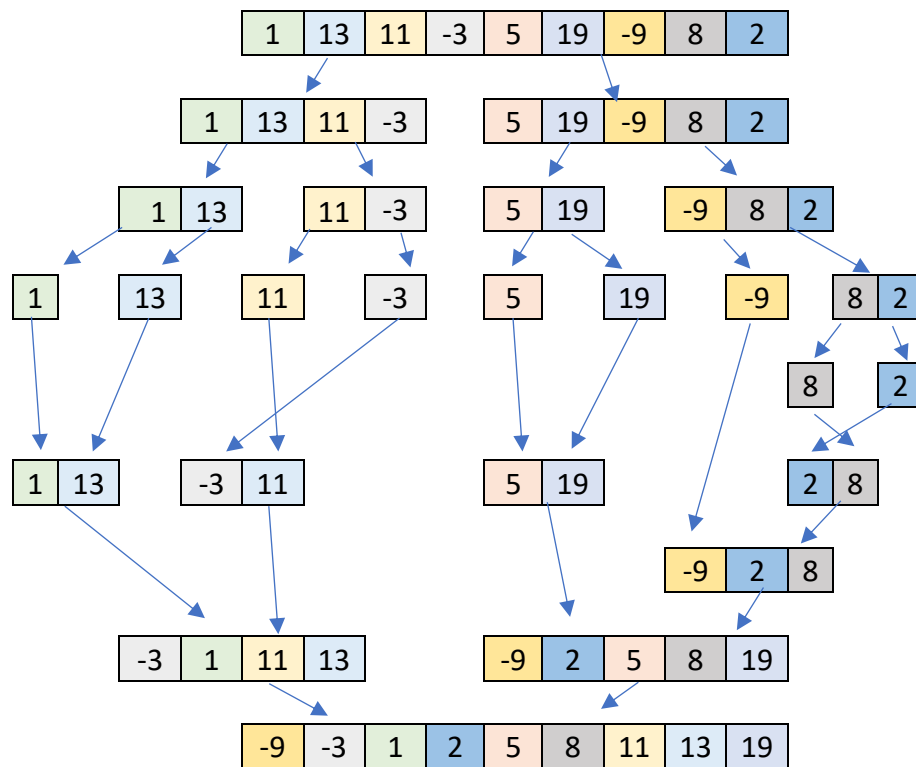 1 13 11 -3 5 19 -9 8 2
1 13 11 -3 5 19 -9 8 2
1 13 11 -3 5 19 -9 8 2
1 13 11 -3 5 19 -9 8 2
8 2
1 13 -3 11 5 19 2 8
-9 2 8
-3 1 11 13 -9 2 5 8 19
-9 -3 1 2 5 8 11 13 19